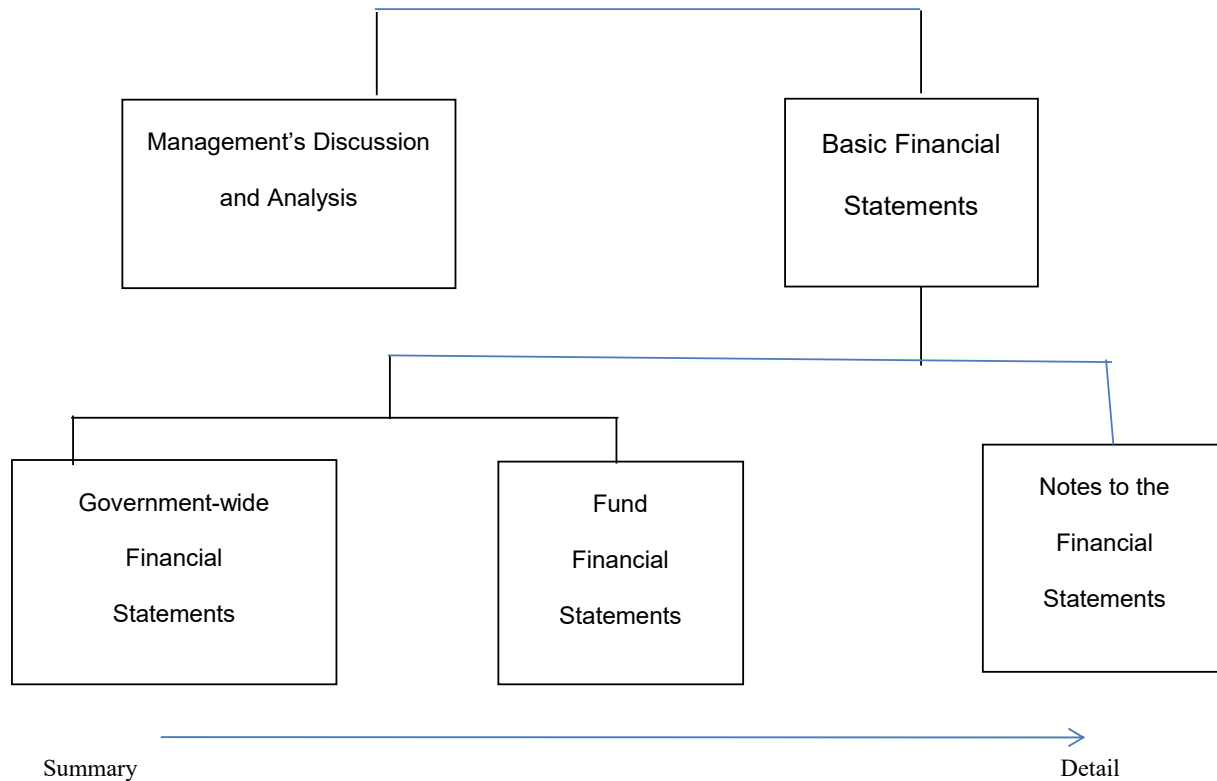 Management’s Discussion
and Analysis
Basic Financial
Statements
Government-wide
Financial
Statements
Fund
Financial
Statements
Notes to the
Financial
Statements
Summary
Detail